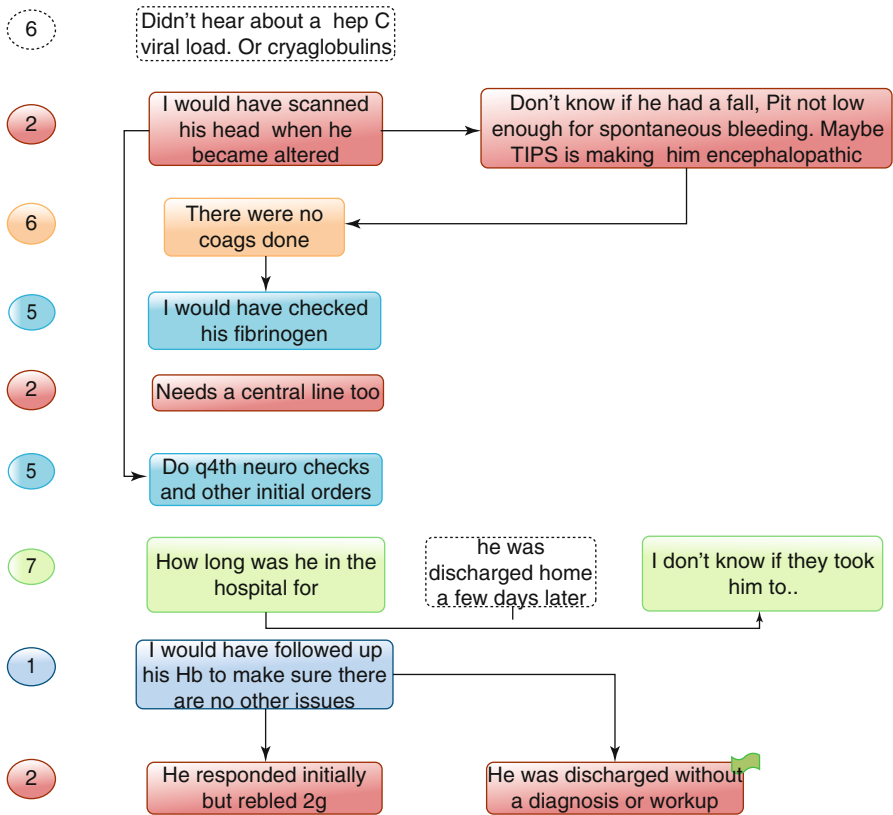 6
Didn't hear about a hep C
viral load. Or cryaglobulins
2
I would have scanned
his head when he
became altered
Don't know if he had a fall, Pit not low
enough for spontaneous bleeding. Maybe
TIPS is making him encephalopathic
6
There were no
coags done
5
I would have checked
his fibrinogen
2
Needs a central line too
5
Do q4th neuro checks
and other initial orders
7
How long was he in the
hospital for
he was
discharged home
a few days later
I don't know if they took
him to..
1
I would have followed up
his Hb to make sure there
are no other issues
2
He responded initially
but rebled 2g
He was discharged without
a diagnosis or workup